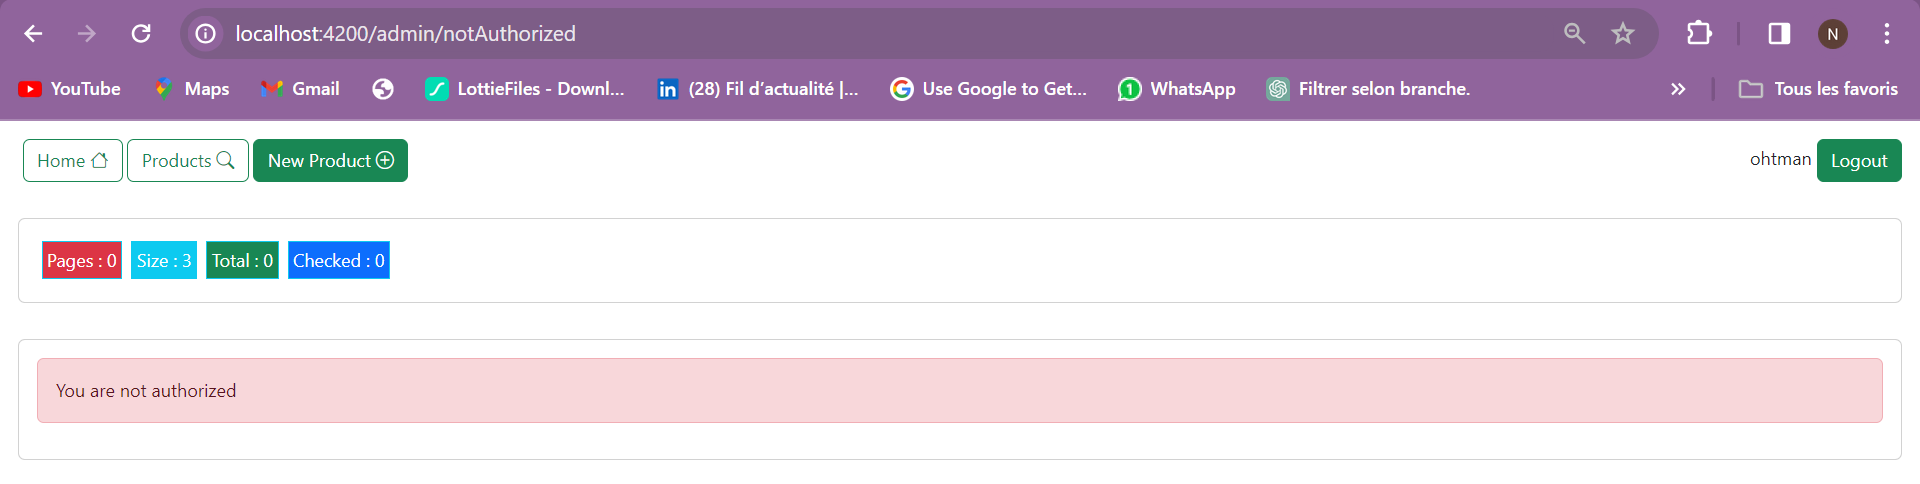 localhost:4200/admin/notAuthorized
N
YouTube Maps Gmail LottieFiles - Downl... (28) Fil d'actualité |... Use Google to Get... 1 WhatsApp Filtrer selon branche. » Tous les favoris
Home Products New Product ohtman Logout
Pages : 0 Size : 3 Total : 0 Checked : 0
You are not authorized